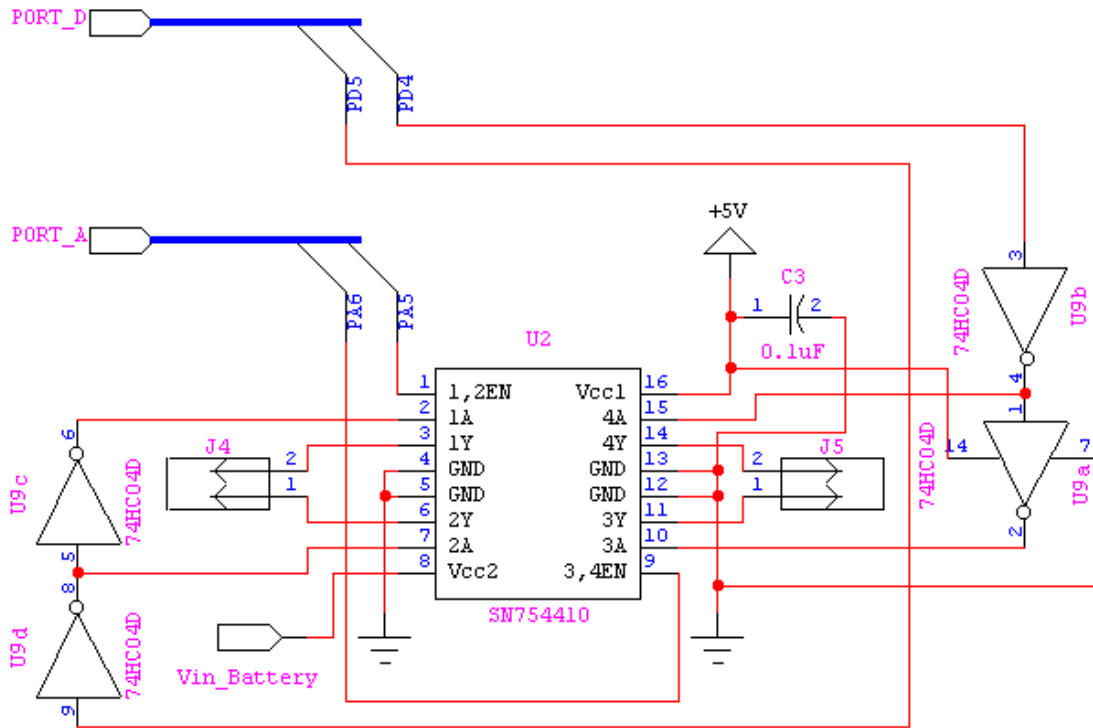 PORT_D
PD5
PD4
PORT_A
PA6
PA5
+5V
C3
1 2
0.1uF
3
74HC04D
U9b
4
U2
1 1,2EN Vcc1 16
2 1A 4A 15
3 1Y 4Y 14
4 GND GND 13
5 GND GND 12
6 2Y 3Y 11
7 2A 3A 10
8 Vcc2 3,4EN 9
SN754410
J4
2
1
J5
2
1
6
U9c
74HC04D
5
8
U9d
74HC04D
9
1
14
7
74HC04D
U9a
2
Vin_Battery